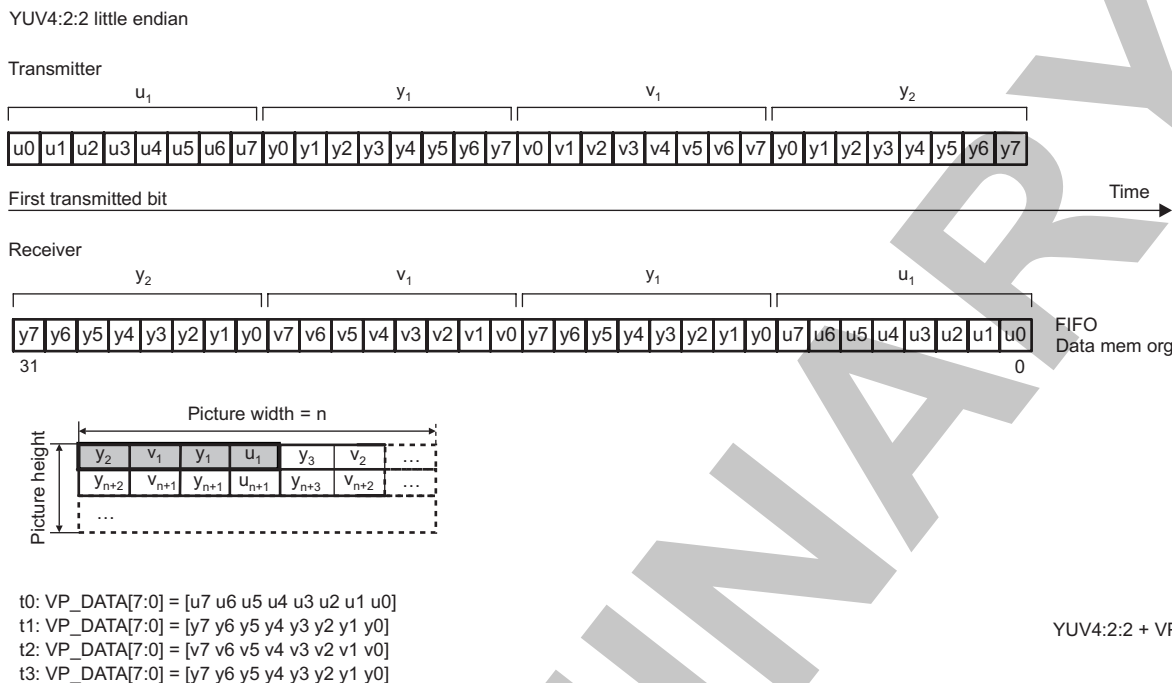 YUV4:2:2 little endian
Transmitter
u1 y1 v1 y2
u0 u1 u2 u3 u4 u5 u6 u7 y0 y1 y2 y3 y4 y5 y6 y7 v0 v1 v2 v3 v4 v5 v6 v7 y0 y1 y2 y3 y4 y5 y6 y7
First transmitted bit Time
Receiver
y2 v1 y1 u1
y7 y6 y5 y4 y3 y2 y1 y0 v7 v6 v5 v4 v3 v2 v1 v0 y7 y6 y5 y4 y3 y2 y1 y0 u7 u6 u5 u4 u3 u2 u1 u0
FIFO
Data mem org
31 0
Picture width = n
Picture height
y2 v1 y1 u1 y3 v2 ...
yn+2 vn+1 yn+1 un+1 yn+3 vn+2 ...
...
t0: VP_DATA[7:0] = [u7 u6 u5 u4 u3 u2 u1 u0]
t1: VP_DATA[7:0] = [y7 y6 y5 y4 y3 y2 y1 y0]
t2: VP_DATA[7:0] = [v7 v6 v5 v4 v3 v2 v1 v0]
t3: VP_DATA[7:0] = [y7 y6 y5 y4 y3 y2 y1 y0]
YUV4:2:2 + VP
INARY